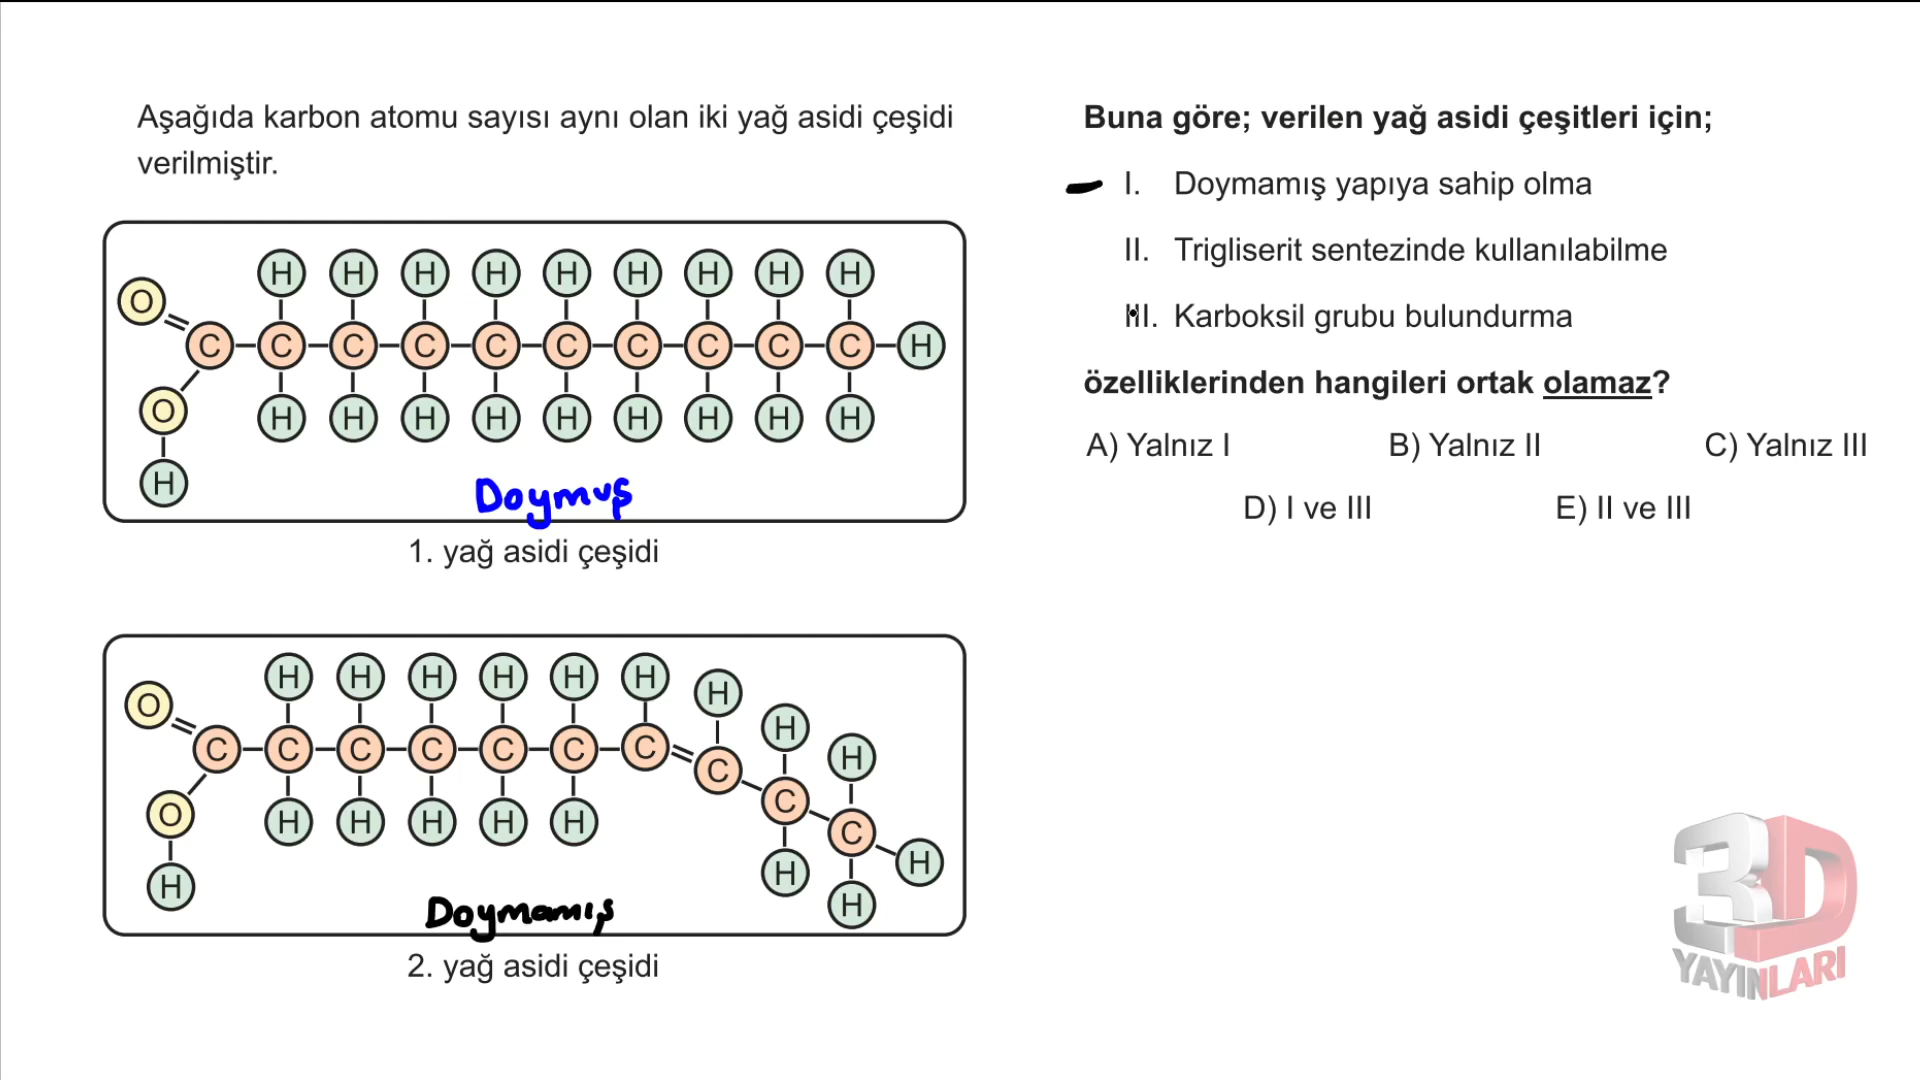 Aşağıda karbon atomu sayısı aynı olan iki yağ asidi çeşidi
verilmiştir.
H H H H H H H H H
O
C C C C C C C C C C H
O
H H H H H H H H H
H
Doymuş
1. yağ asidi çeşidi
H H H H H H
H
O
H
H
C C C C C C C
C
C
O
H H H H H
C
H
H
H
H
Doymamış
2. yağ asidi çeşidi
Buna göre; verilen yağ asidi çeşitleri için;
I. Doymamış yapıya sahip olma
II. Trigliserit sentezinde kullanılabilme
III. Karboksil grubu bulundurma
özelliklerinden hangileri ortak olamaz?
A) Yalnız I B) Yalnız II C) Yalnız III
D) I ve III E) II ve III
3D
YAYINLARI